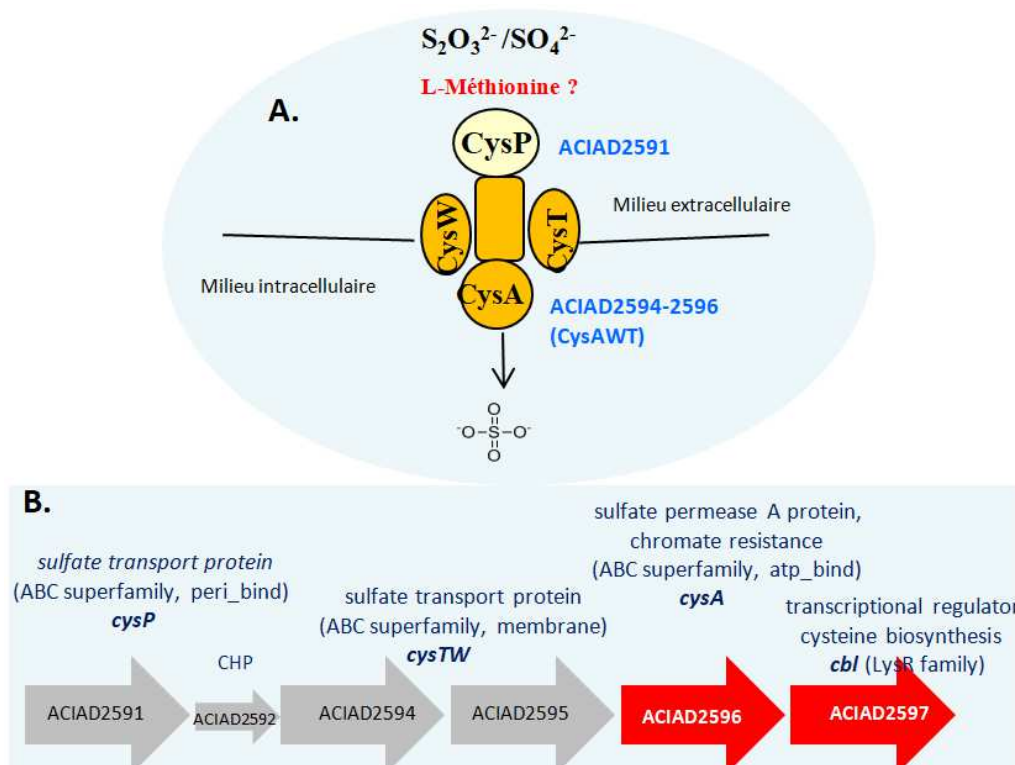 S₂O₃²⁻ /SO₄²⁻
L-Méthionine ?
A.
CysP
ACIAD2591
CysW
CysT
Milieu extracellulaire
Milieu intracellulaire
CysA
ACIAD2594-2596
(CysAWT)
O
⁻O-S-O⁻
O
B.
sulfate transport protein
(ABC superfamily, peri_bind)
cysP
CHP
sulfate transport protein
(ABC superfamily, membrane)
cysTW
sulfate permease A protein,
chromate resistance
(ABC superfamily, atp_bind)
cysA
transcriptional regulator
cysteine biosynthesis
cbl (LysR family)
ACIAD2591
ACIAD2592
ACIAD2594
ACIAD2595
ACIAD2596
ACIAD2597